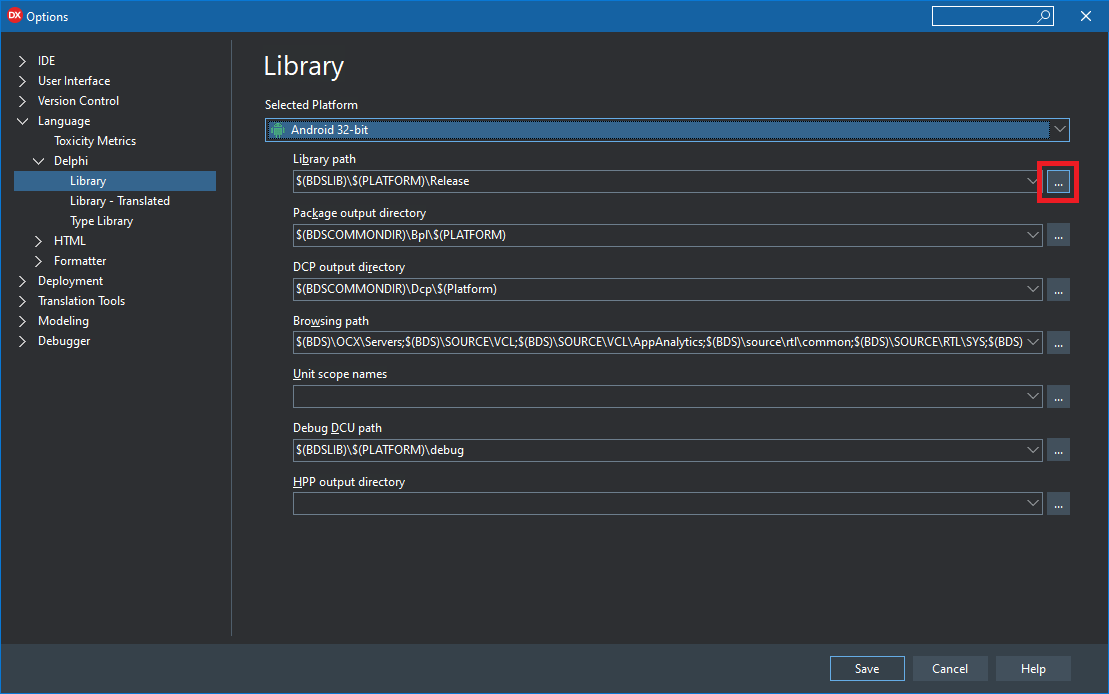 DX Options
IDE
User Interface
Version Control
Language
Toxicity Metrics
Delphi
Library
Library - Translated
Type Library
HTML
Formatter
Deployment
Translation Tools
Modeling
Debugger
Library
Selected Platform
Android 32-bit
Library path
$(BDSLIB)\$(PLATFORM)\Release
...
Package output directory
$(BDSCOMMONDIR)\Bpl\$(PLATFORM)
...
DCP output directory
$(BDSCOMMONDIR)\Dcp\$(Platform)
...
Browsing path
$(BDS)\OCX\Servers;$(BDS)\SOURCE\VCL;$(BDS)\SOURCE\VCL\AppAnalytics;$(BDS)\source\rtl\common;$(BDS)\SOURCE\RTL\SYS;$(BDS)
...
Unit scope names
...
Debug DCU path
$(BDSLIB)\$(PLATFORM)\debug
...
HPP output directory
...
Save
Cancel
Help